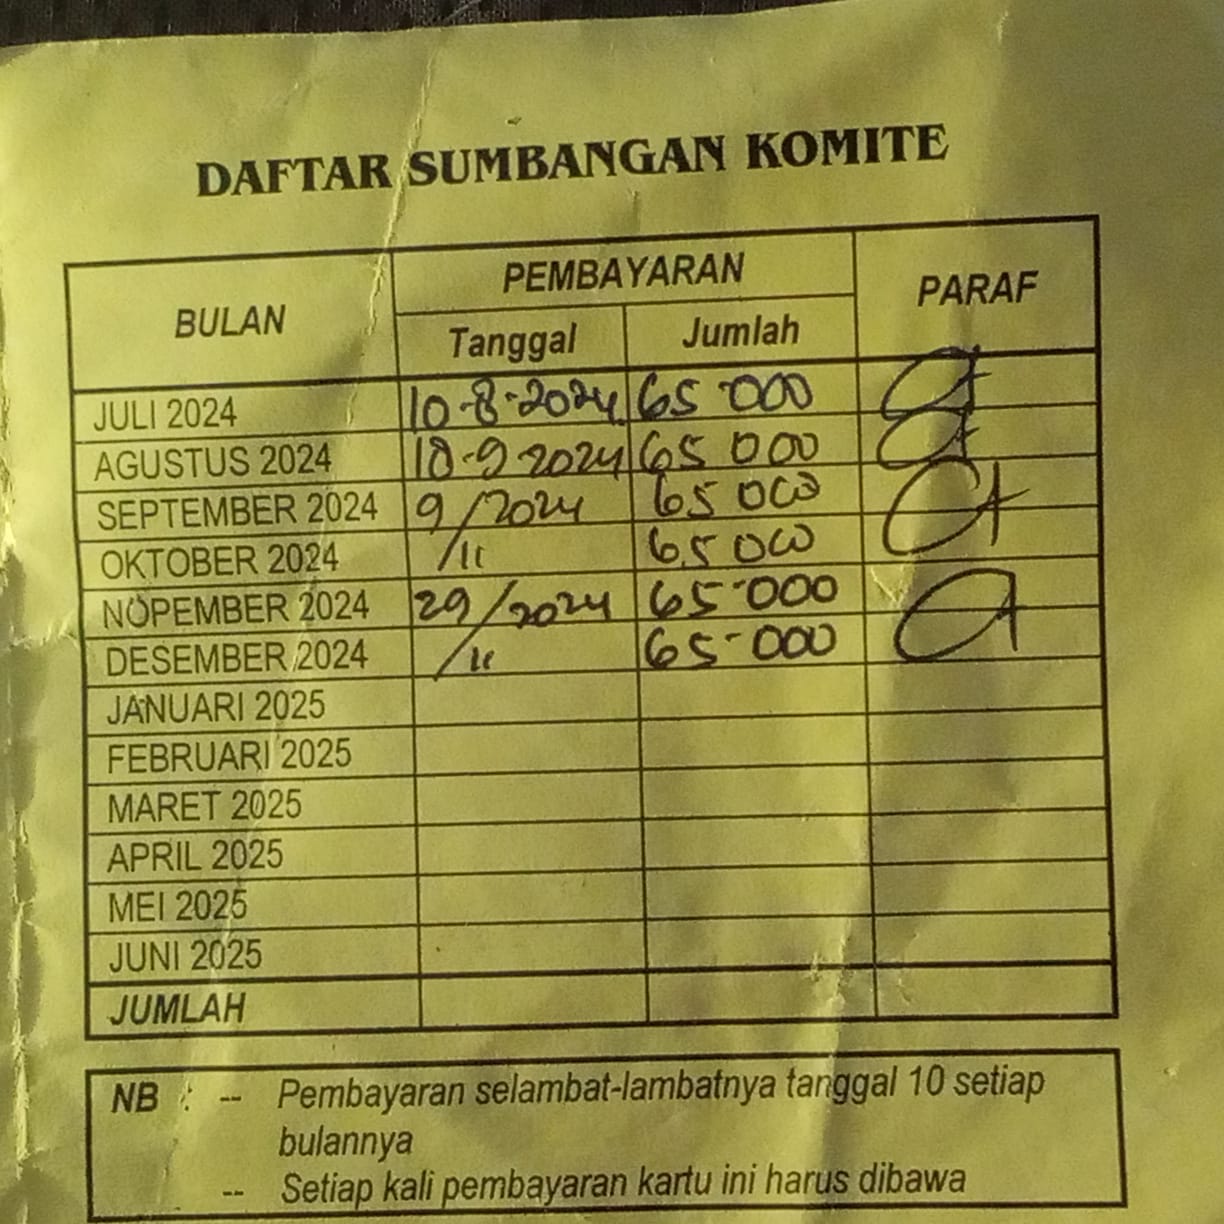 DAFTAR SUMBANGAN KOMITE
BULAN PEMBAYARAN PARAF
Tanggal Jumlah
JULI 2024 10-8-2024 65.000
AGUSTUS 2024 10-9 2024 65 000
SEPTEMBER 2024 9/2024 65 000
OKTOBER 2024 /11 65 000
NOPEMBER 2024 29/2024 65.000
DESEMBER 2024 /11 65-000
JANUARI 2025
FEBRUARI 2025
MARET 2025
APRIL 2025
MEI 2025
JUNI 2025
JUMLAH
NB : -- Pembayaran selambat-lambatnya tanggal 10 setiap
bulannya
-- Setiap kali pembayaran kartu ini harus dibawa